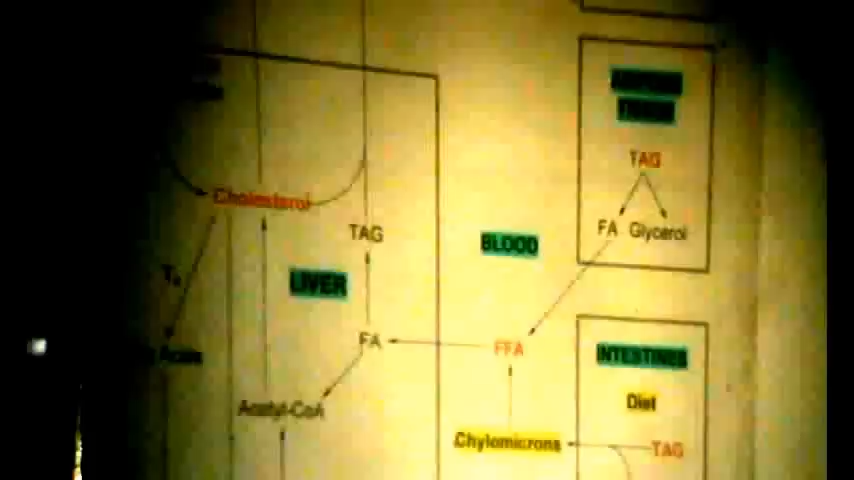 TAG
Cholesterol
FA Glycerol
TAG
BLOOD
LIVER
FA
FFA
INTESTINES
Diet
Acetyl-CoA
Chylomicrons
TAG